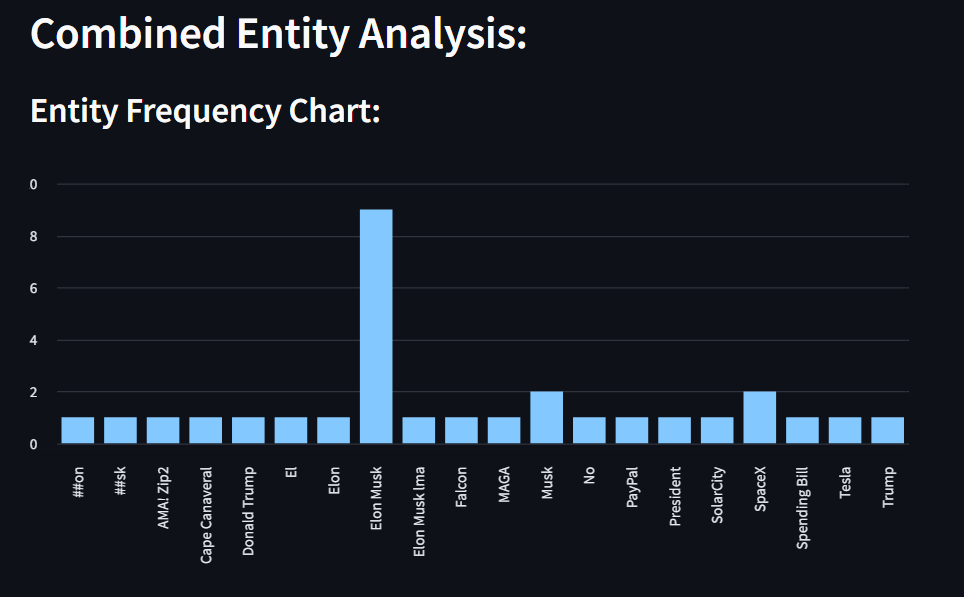 Combined Entity Analysis:
Entity Frequency Chart:
0
8
6
4
2
0
##on
##sk
AMA! Zip2
Cape Canaveral
Donald Trump
El
Elon
Elon Musk
Elon Musk Ima
Falcon
MAGA
Musk
No
PayPal
President
SolarCity
SpaceX
Spending Bill
Tesla
Trump